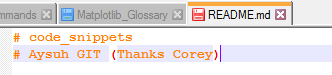 mmands
Matplotlib_Glossary
README.md
# code_snippets
# Aysuh GIT (Thanks Corey)